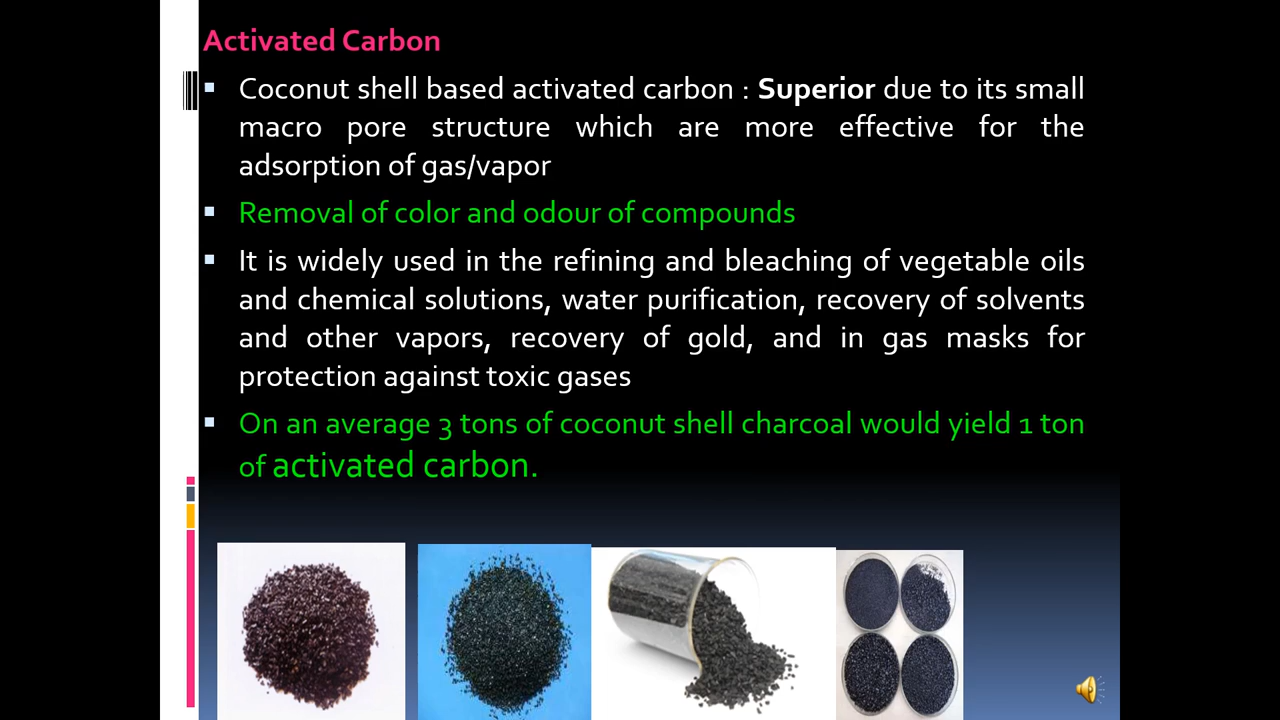 Activated Carbon
Coconut shell based activated carbon : Superior due to its small
macro pore structure which are more effective for the
adsorption of gas/vapor
Removal of color and odour of compounds
It is widely used in the refining and bleaching of vegetable oils
and chemical solutions, water purification, recovery of solvents
and other vapors, recovery of gold, and in gas masks for
protection against toxic gases
On an average 3 tons of coconut shell charcoal would yield 1 ton
of activated carbon.